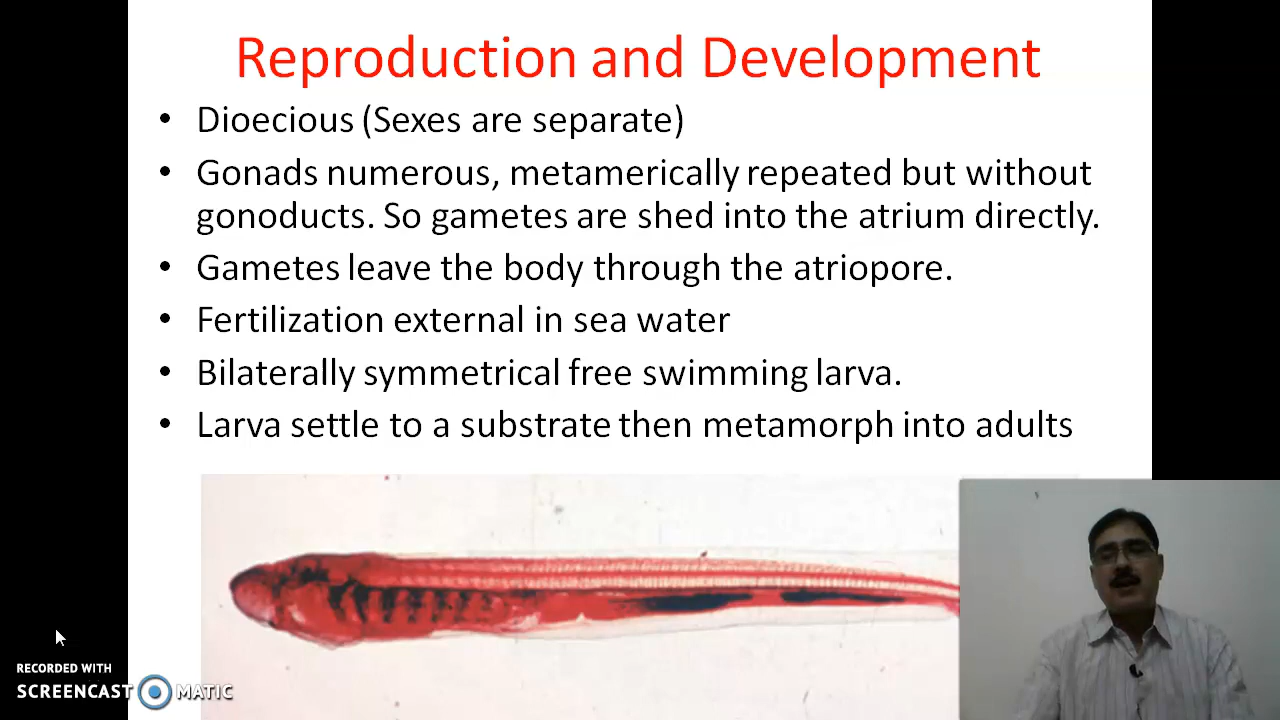 Reproduction and Development
• Dioecious (Sexes are separate)
• Gonads numerous, metamerically repeated but without
gonoducts. So gametes are shed into the atrium directly.
• Gametes leave the body through the atriopore.
• Fertilization external in sea water
• Bilaterally symmetrical free swimming larva.
• Larva settle to a substrate then metamorph into adults
RECORDED WITH
SCREENCAST MATIC